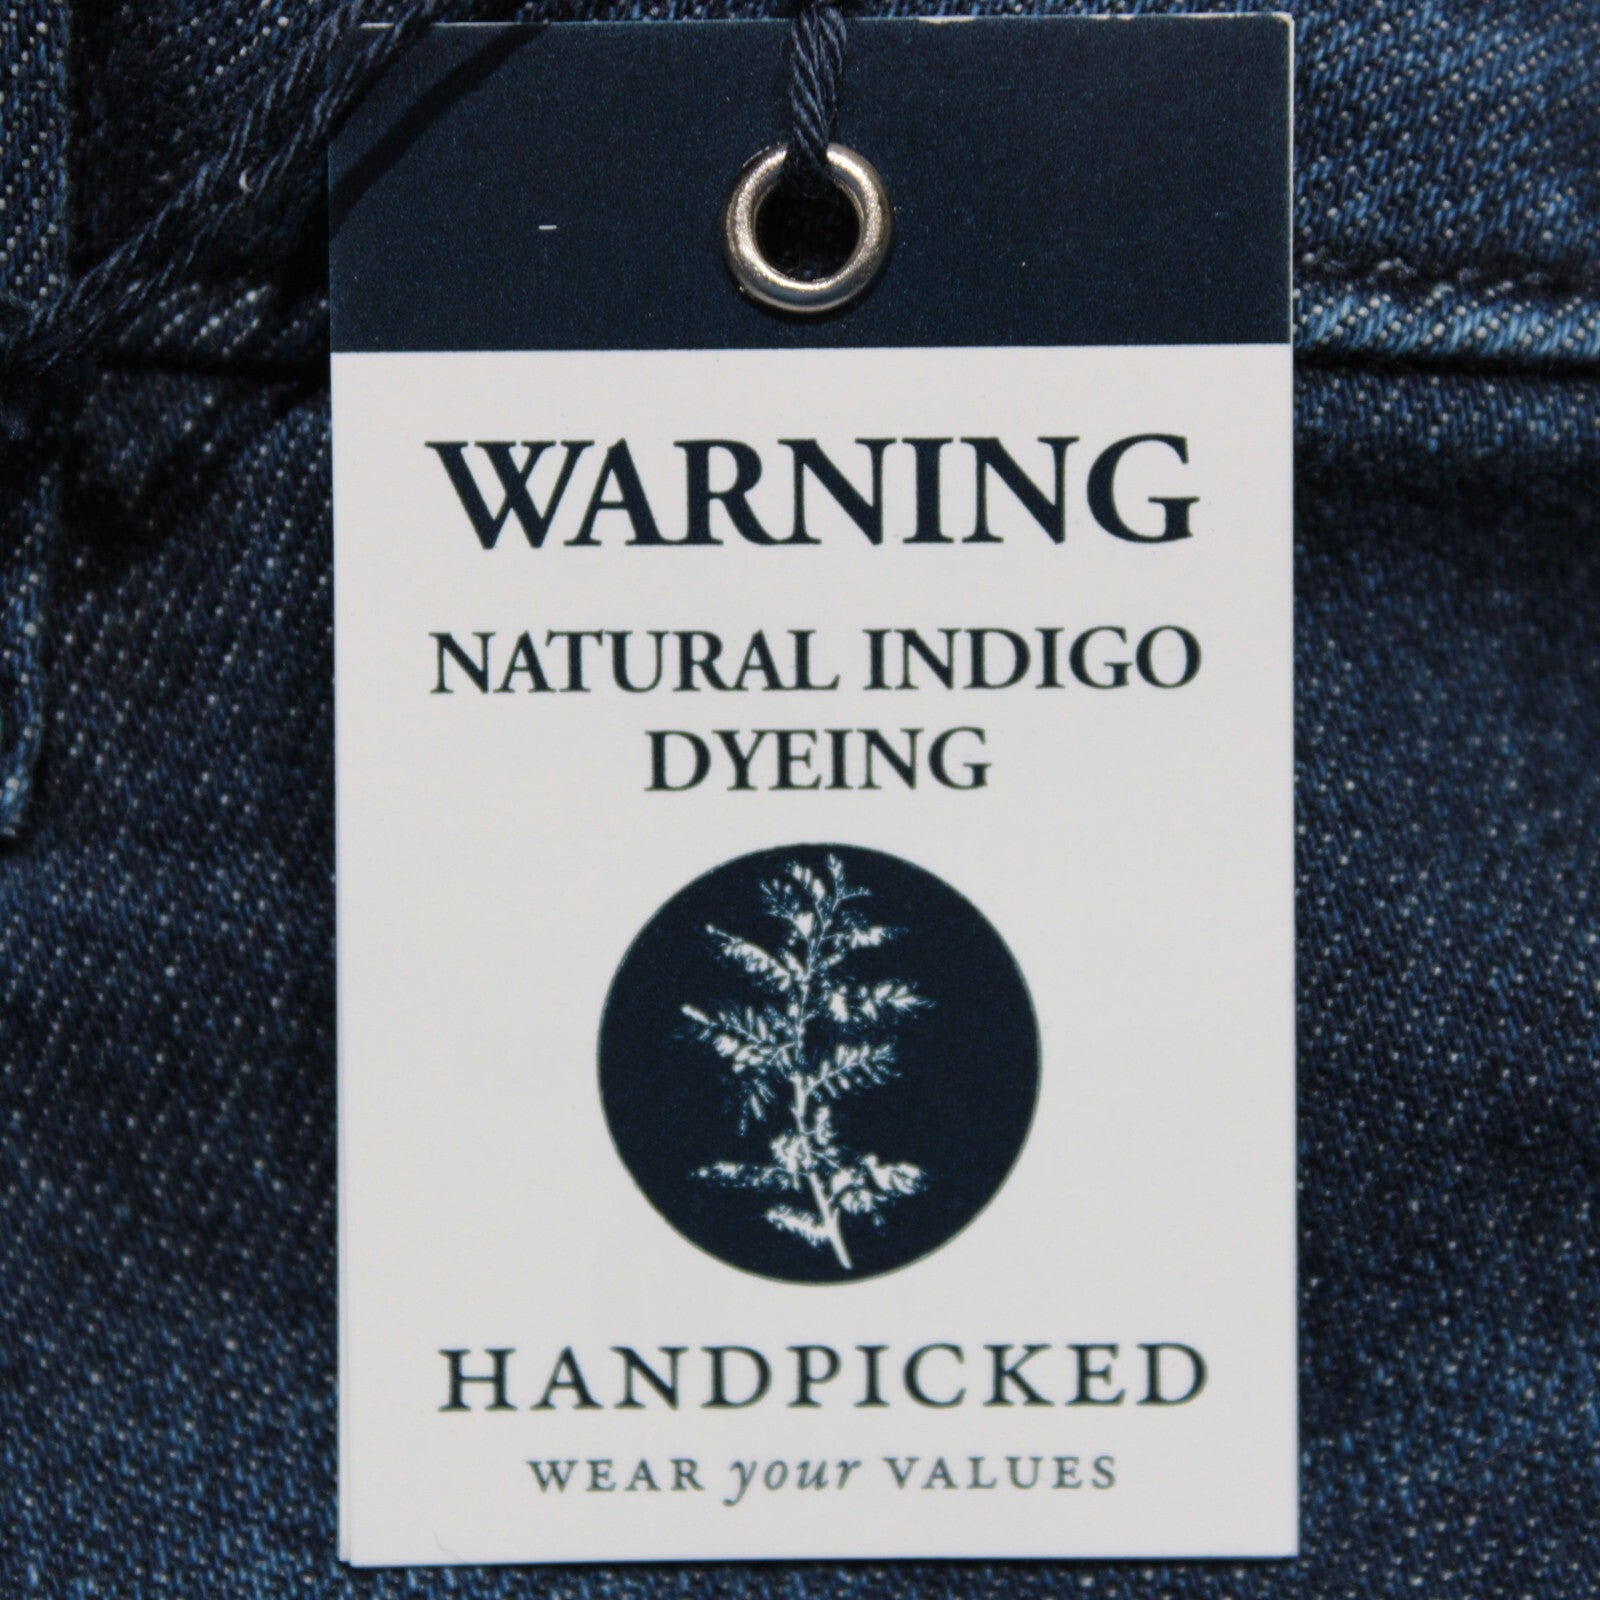 WARNING
NATURAL INDIGO
DYEING
HANDPICKED
WEAR your VALUES